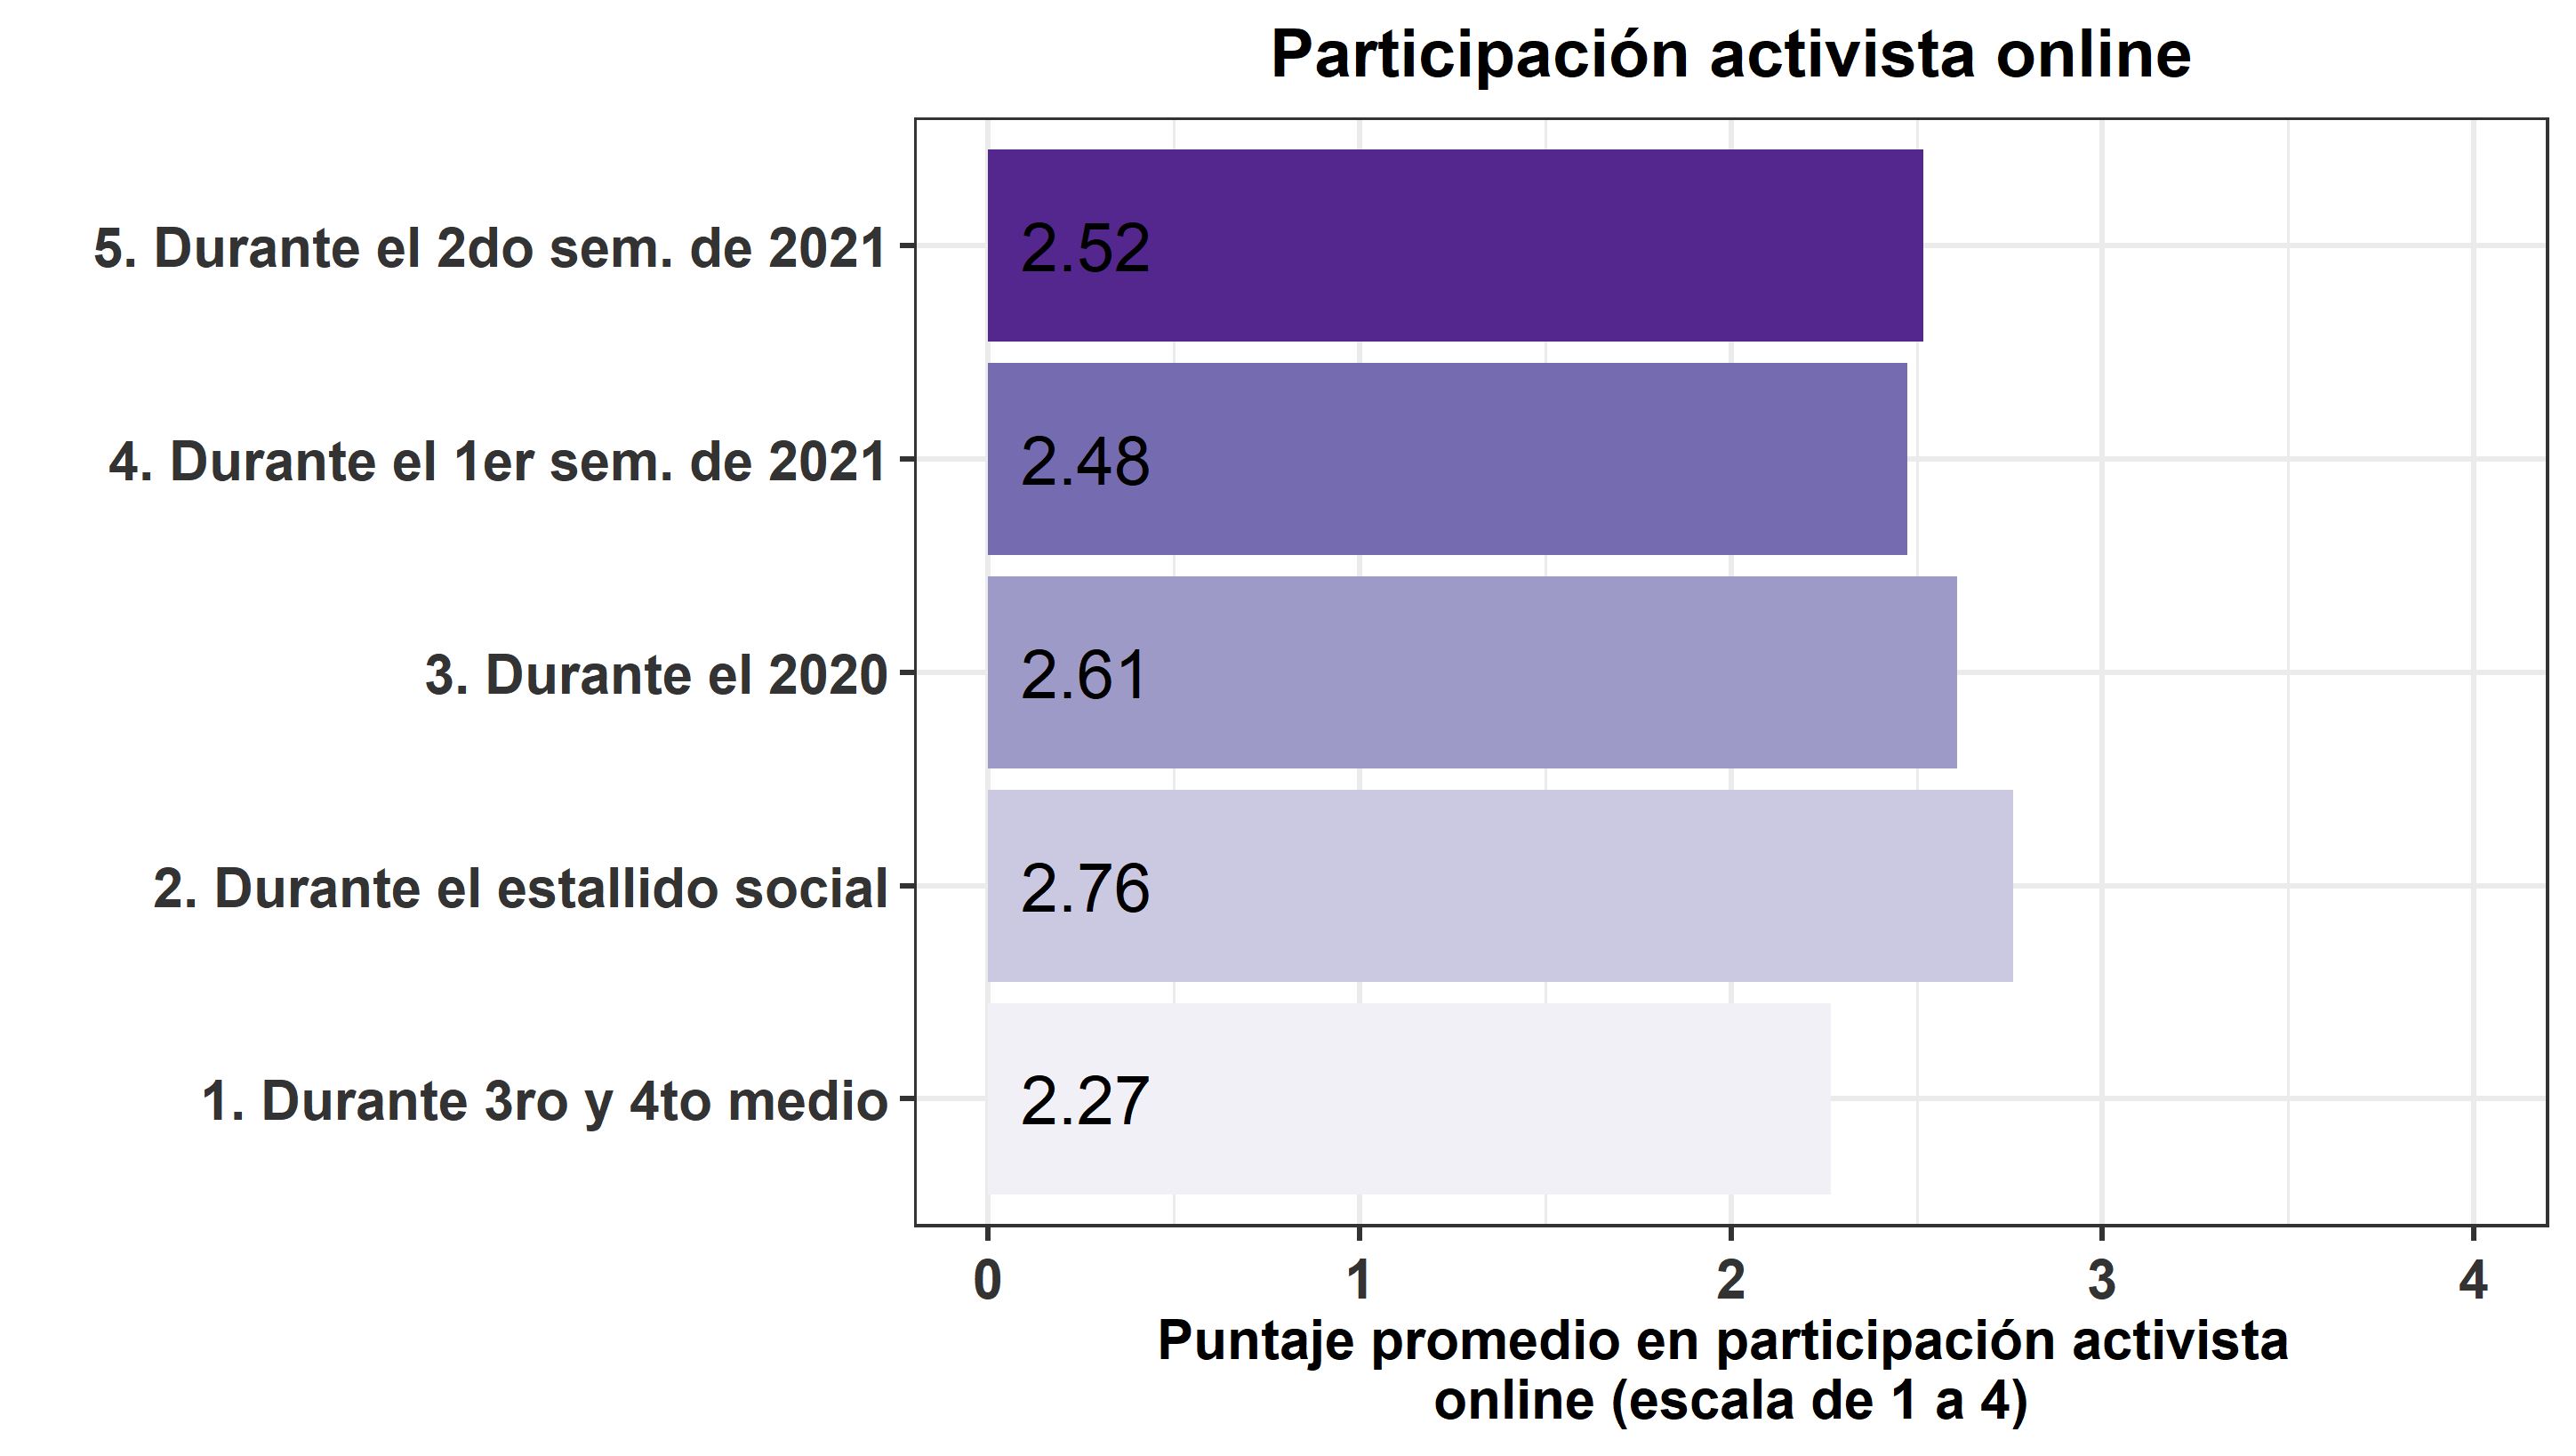 Participación activista online
5. Durante el 2do sem. de 2021
2.52
4. Durante el 1er sem. de 2021
2.48
3. Durante el 2020
2.61
2. Durante el estallido social
2.76
1. Durante 3ro y 4to medio
2.27
0 1 2 3 4
Puntaje promedio en participación activista
online (escala de 1 a 4)